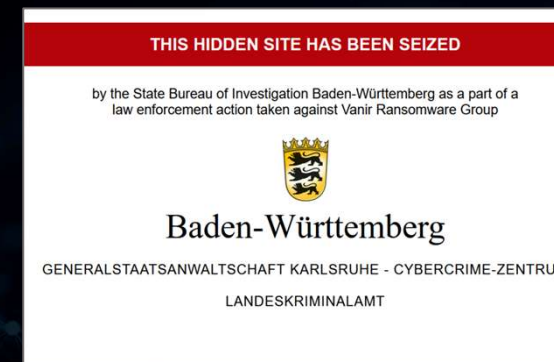 THIS HIDDEN SITE HAS BEEN SEIZED
by the State Bureau of Investigation Baden-Württemberg as a part of a
law enforcement action taken against Vanir Ransomware Group
Baden-Württemberg
GENERALSTAATSANWALTSCHAFT KARLSRUHE - CYBERCRIME-ZENTRU
LANDESKRIMINALAMT